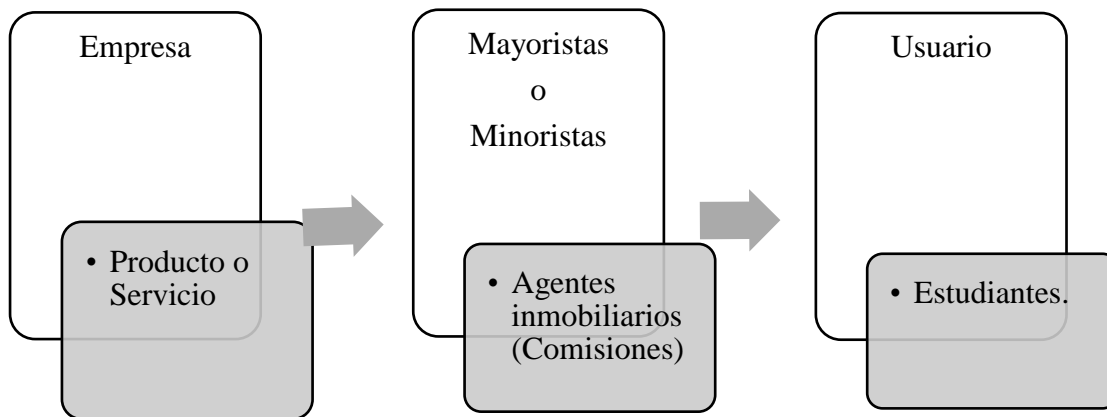 Empresa
• Producto o
Servicio
Mayoristas
o
Minoristas
• Agentes
inmobiliarios
(Comisiones)
Usuario
• Estudiantes.